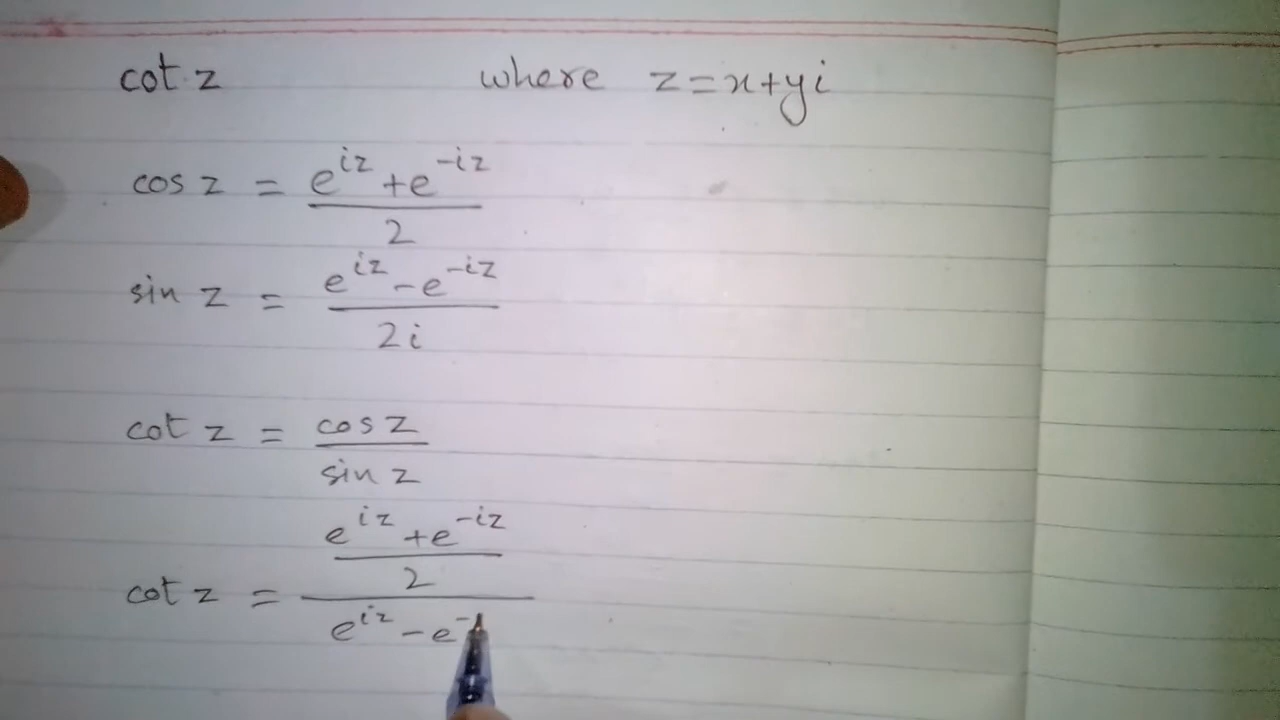 cot z where z=x+yi
cos z = e^{iz} + e^{-iz}
2
sin z = e^{iz} - e^{-iz}
2i
cot z = cos z
sin z
e^{iz} + e^{-iz}
2
cot z =
e^{iz} - e^-